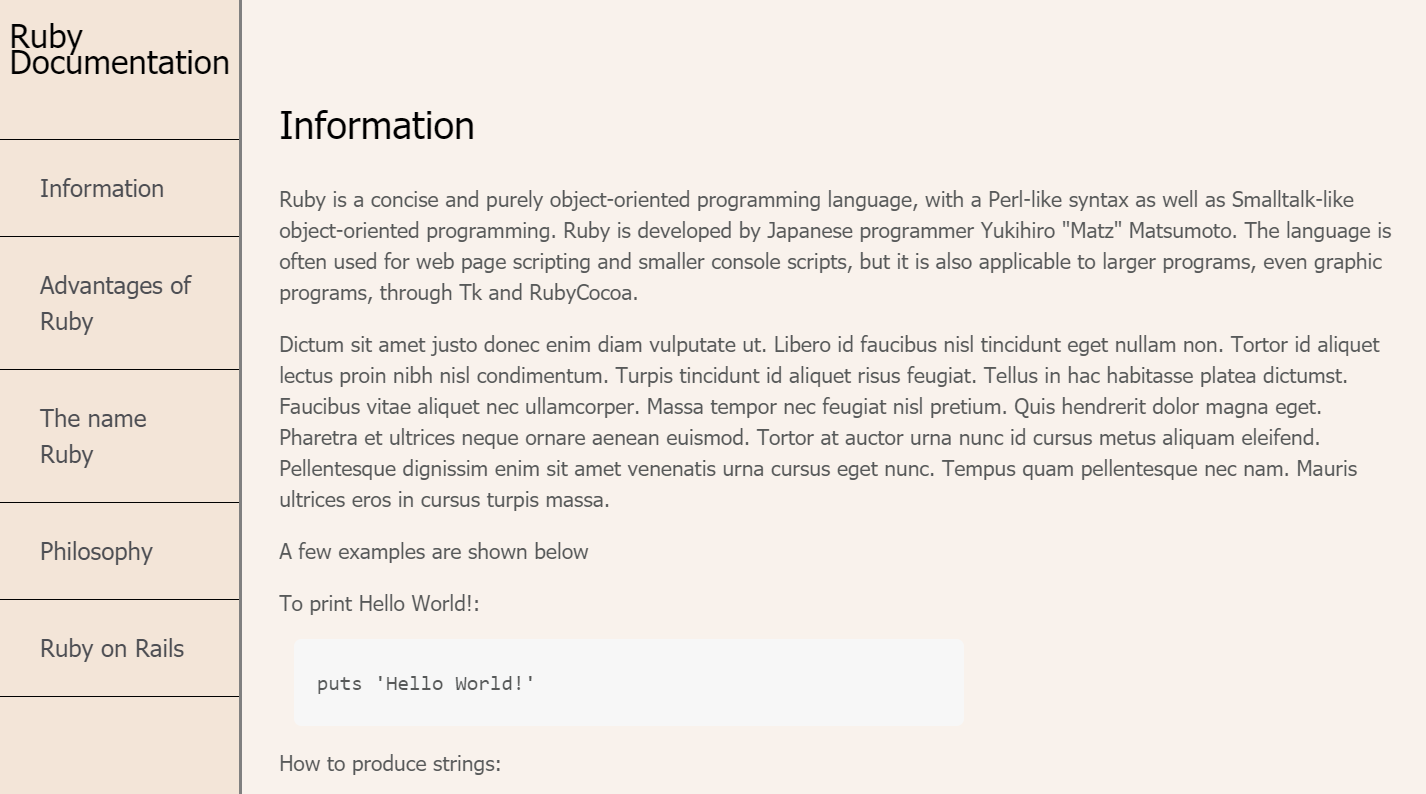 Ruby
Documentation
Information
Advantages of
Ruby
The name
Ruby
Philosophy
Ruby on Rails
Information
Ruby is a concise and purely object-oriented programming language, with a Perl-like syntax as well as Smalltalk-like
object-oriented programming. Ruby is developed by Japanese programmer Yukihiro "Matz" Matsumoto. The language is
often used for web page scripting and smaller console scripts, but it is also applicable to larger programs, even graphic
programs, through Tk and RubyCocoa.
Dictum sit amet justo donec enim diam vulputate ut. Libero id faucibus nisl tincidunt eget nullam non. Tortor id aliquet
lectus proin nibh nisl condimentum. Turpis tincidunt id aliquet risus feugiat. Tellus in hac habitasse platea dictumst.
Faucibus vitae aliquet nec ullamcorper. Massa tempor nec feugiat nisl pretium. Quis hendrerit dolor magna eget.
Pharetra et ultrices neque ornare aenean euismod. Tortor at auctor urna nunc id cursus metus aliquam eleifend.
Pellentesque dignissim enim sit amet venenatis urna cursus eget nunc. Tempus quam pellentesque nec nam. Mauris
ultrices eros in cursus turpis massa.
A few examples are shown below
To print Hello World!:
puts 'Hello World!'
How to produce strings: